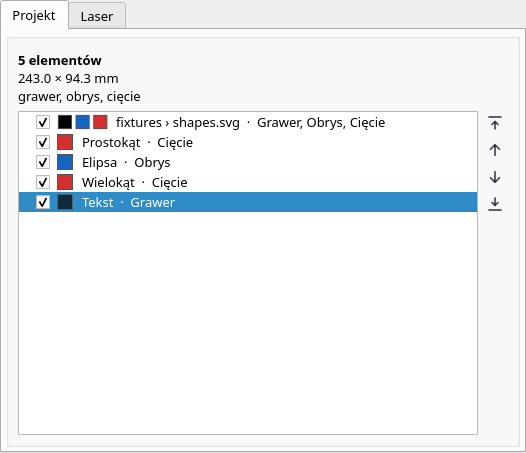 Projekt
Laser
5 elementów
243.0 × 94.3 mm
grawer, obrys, cięcie
fixtures › shapes.svg · Grawer, Obrys, Cięcie
Prostokąt · Cięcie
Elipsa · Obrys
Wielokąt · Cięcie
Tekst · Grawer